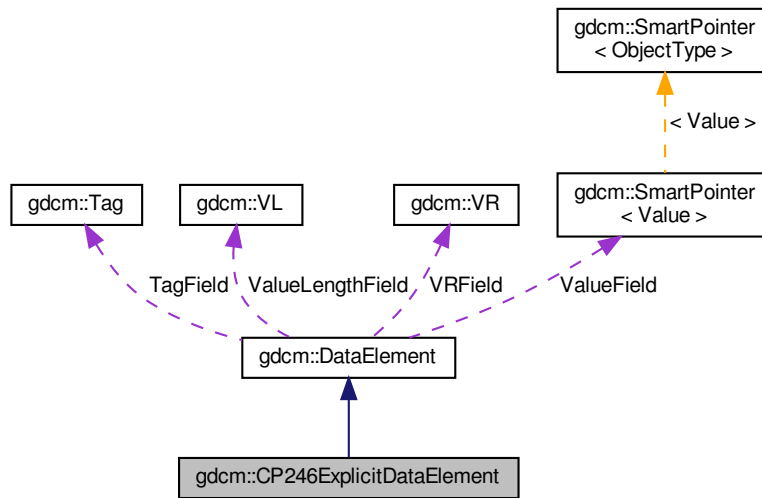 gdcm::SmartPointer
< ObjectType >
< Value >
gdcm::Tag
gdcm::VL
gdcm::VR
gdcm::SmartPointer
< Value >
TagField
ValueLengthField
VRField
ValueField
gdcm::DataElement
gdcm::CP246ExplicitDataElement